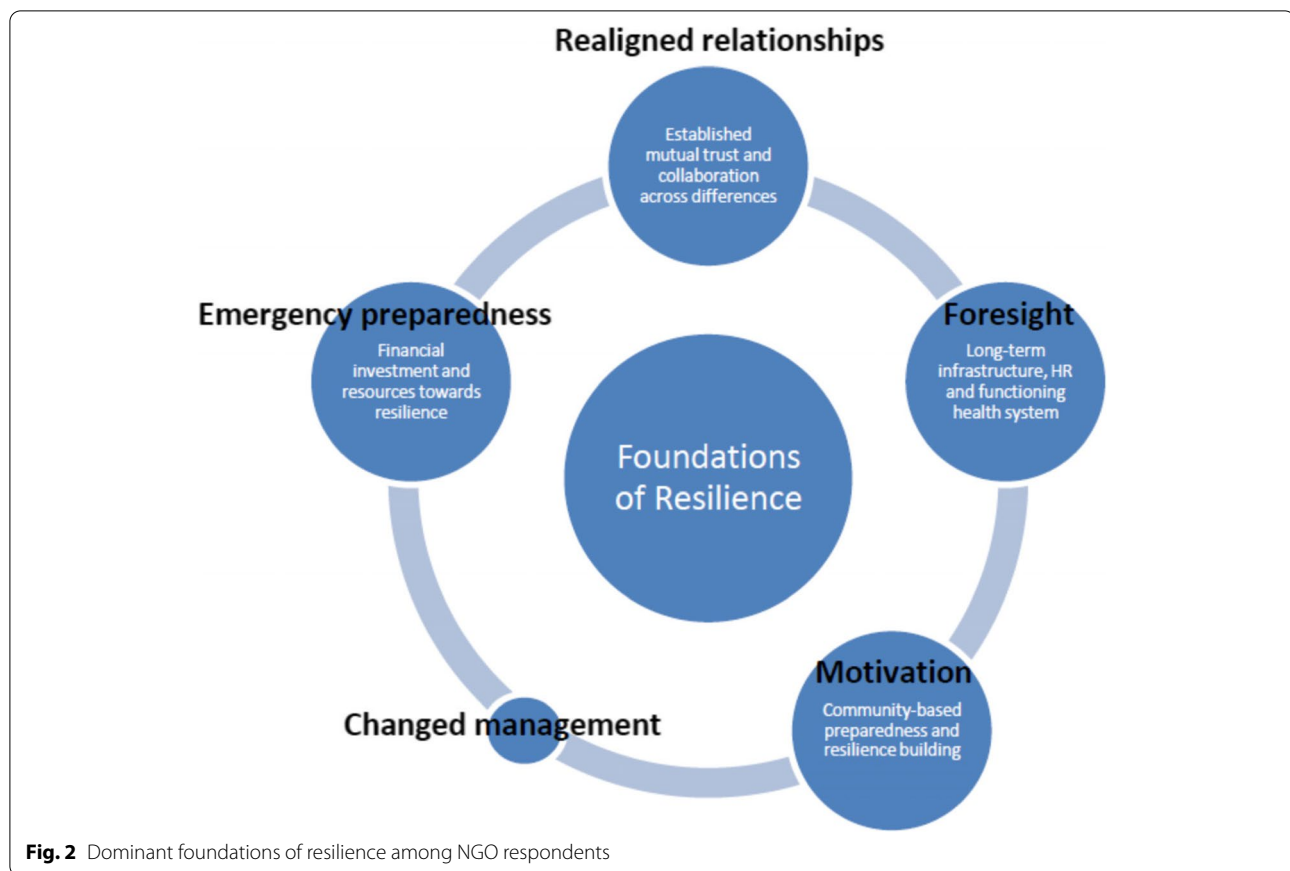 Realigned relationships
Established
mutual trust and
collaboration
across differences
Emergency preparedness
Financial
investment and
resources towards
resilience
Foresight
Long-term
infrastructure, HR
and functioning
health system
Foundations
of Resilience
Motivation
Community-based
preparedness and
resilience building
Changed management
Fig. 2 Dominant foundations of resilience among NGO respondents